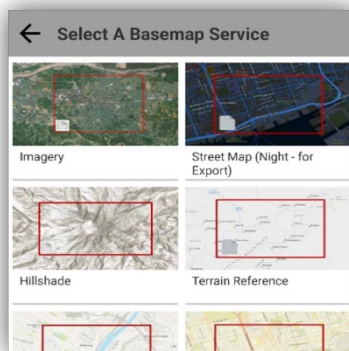 Select A Basemap Service
Imagery
Street Map (Night - for
Export)
Hillshade
Terrain Reference